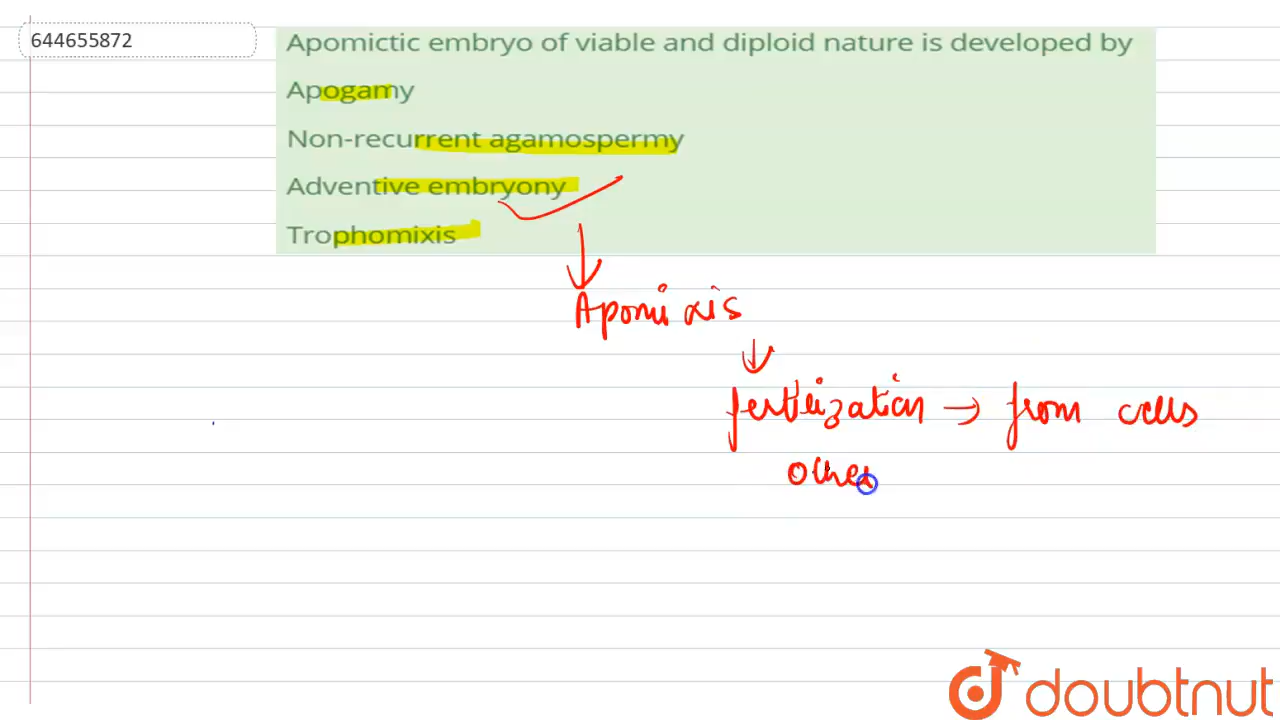 644655872
Apomictic embryo of viable and diploid nature is developed by
Apogamy
Non-recurrent agamospermy
Adventive embryony
Trophomixis
Apomixis
fertilization → from cells
other
doubtnut